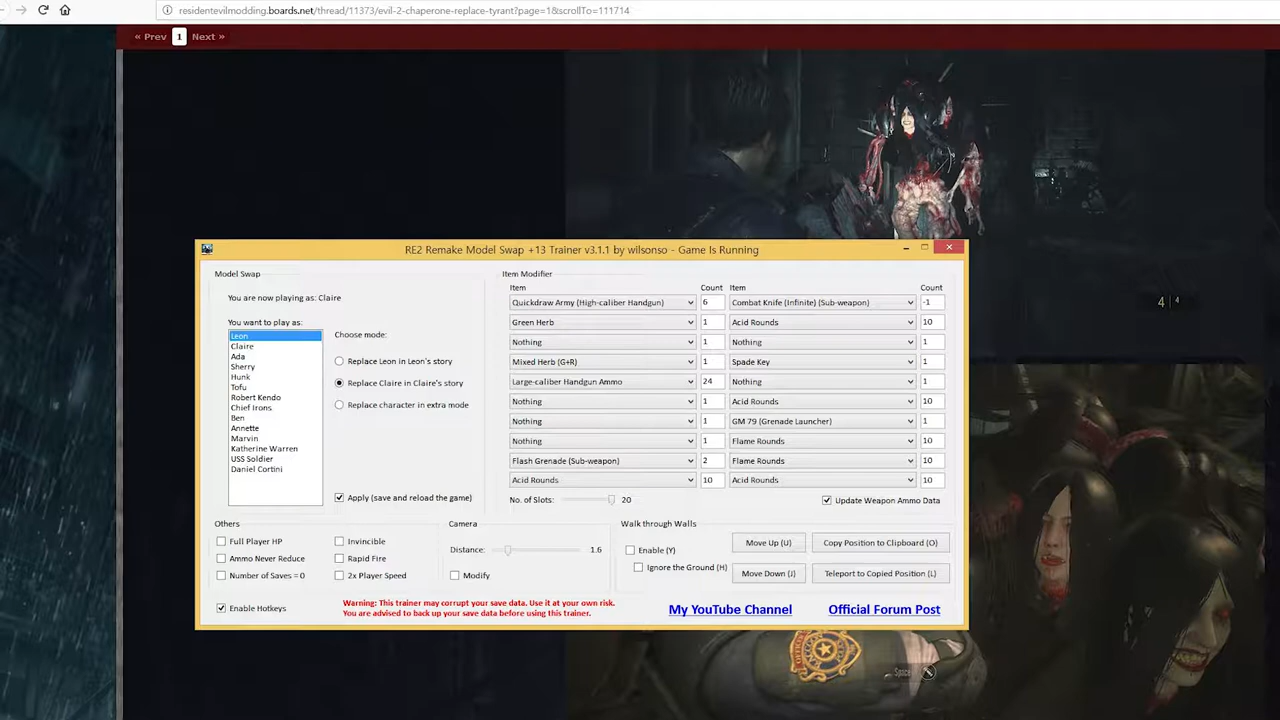 residentevilmodding.boards.net/thread/11373/evil-2-chaperone-replace-tyrant?page=1&scrollTo=111714
« Prev 1 Next »
4 4
RE2 Remake Model Swap +13 Trainer v3.1.1 by wilsonso - Game Is Running
Model Swap
You are now playing as: Claire
You want to play as:
Leon
Claire
Ada
Sherry
Hunk
Tofu
Robert Kendo
Chief Irons
Ben
Annette
Marvin
Katherine Warren
USS Soldier
Daniel Cortini
Choose mode:
Replace Leon in Leon's story
Replace Claire in Claire's story
Replace character in extra mode
Apply (save and reload the game)
Item Modifier
Item Count Item Count
Quickdraw Army (High-caliber Handgun) 6 Combat Knife (Infinite) (Sub-weapon) -1
Green Herb 1 Acid Rounds 10
Nothing 1 Nothing 1
Mixed Herb (G+R) 1 Spade Key 1
Large-caliber Handgun Ammo 24 Nothing 1
Nothing 1 Acid Rounds 10
Nothing 1 GM 79 (Grenade Launcher) 1
Nothing 1 Flame Rounds 10
Flash Grenade (Sub-weapon) 2 Flame Rounds 10
Acid Rounds 10 Acid Rounds 10
No. of Slots: 20 Update Weapon Ammo Data
Others
Full Player HP Invincible
Ammo Never Reduce Rapid Fire
Number of Saves = 0 2x Player Speed
Camera
Distance: 1.6
Modify
Walk through Walls
Enable (Y) Move Up (U) Copy Position to Clipboard (O)
Ignore the Ground (H) Move Down (J) Teleport to Copied Position (L)
Enable Hotkeys
Warning: This trainer may corrupt your save data. Use it at your own risk.
You are advised to back up your save data before using this trainer.
My YouTube Channel Official Forum Post
Space